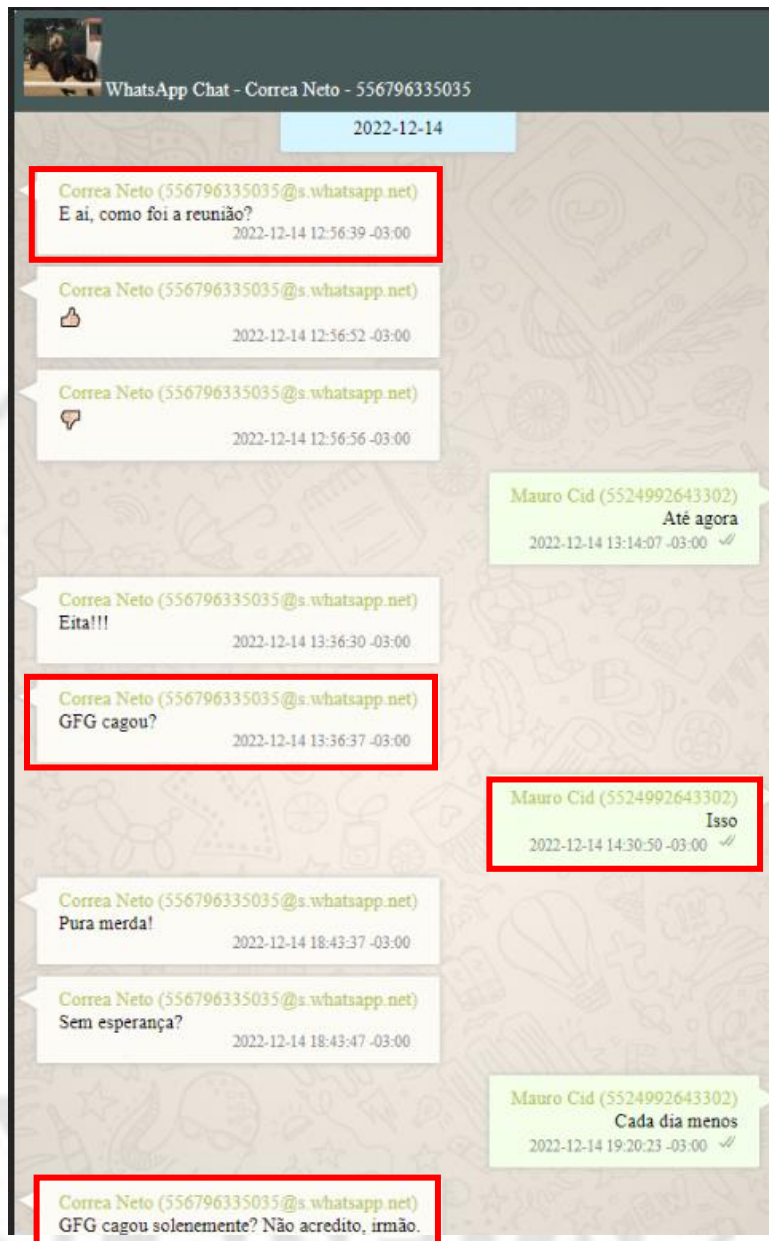 WhatsApp Chat - Correa Neto - 556796335035
2022-12-14
Correa Neto (556796335035@s.whatsapp.net)
E ai, como foi a reunião?
2022-12-14 12:56:39 -03:00
Correa Neto (556796335035@s.whatsapp.net)
👍
2022-12-14 12:56:52 -03:00
Correa Neto (556796335035@s.whatsapp.net)
👎
2022-12-14 12:56:56 -03:00
Mauro Cid (5524992643302)
Até agora
2022-12-14 13:14:07 -03:00
Correa Neto (556796335035@s.whatsapp.net)
Eita!!!
2022-12-14 13:36:30 -03:00
Correa Neto (556796335035@s.whatsapp.net)
GFG cagou?
2022-12-14 13:36:37 -03:00
Mauro Cid (5524992643302)
Isso
2022-12-14 14:30:50 -03:00
Correa Neto (556796335035@s.whatsapp.net)
Pura merda!
2022-12-14 18:43:37 -03:00
Correa Neto (556796335035@s.whatsapp.net)
Sem esperança?
2022-12-14 18:43:47 -03:00
Mauro Cid (5524992643302)
Cada dia menos
2022-12-14 19:20:23 -03:00
Correa Neto (556796335035@s.whatsapp.net)
GFG cagou solenemente? Não acredito, irmão.